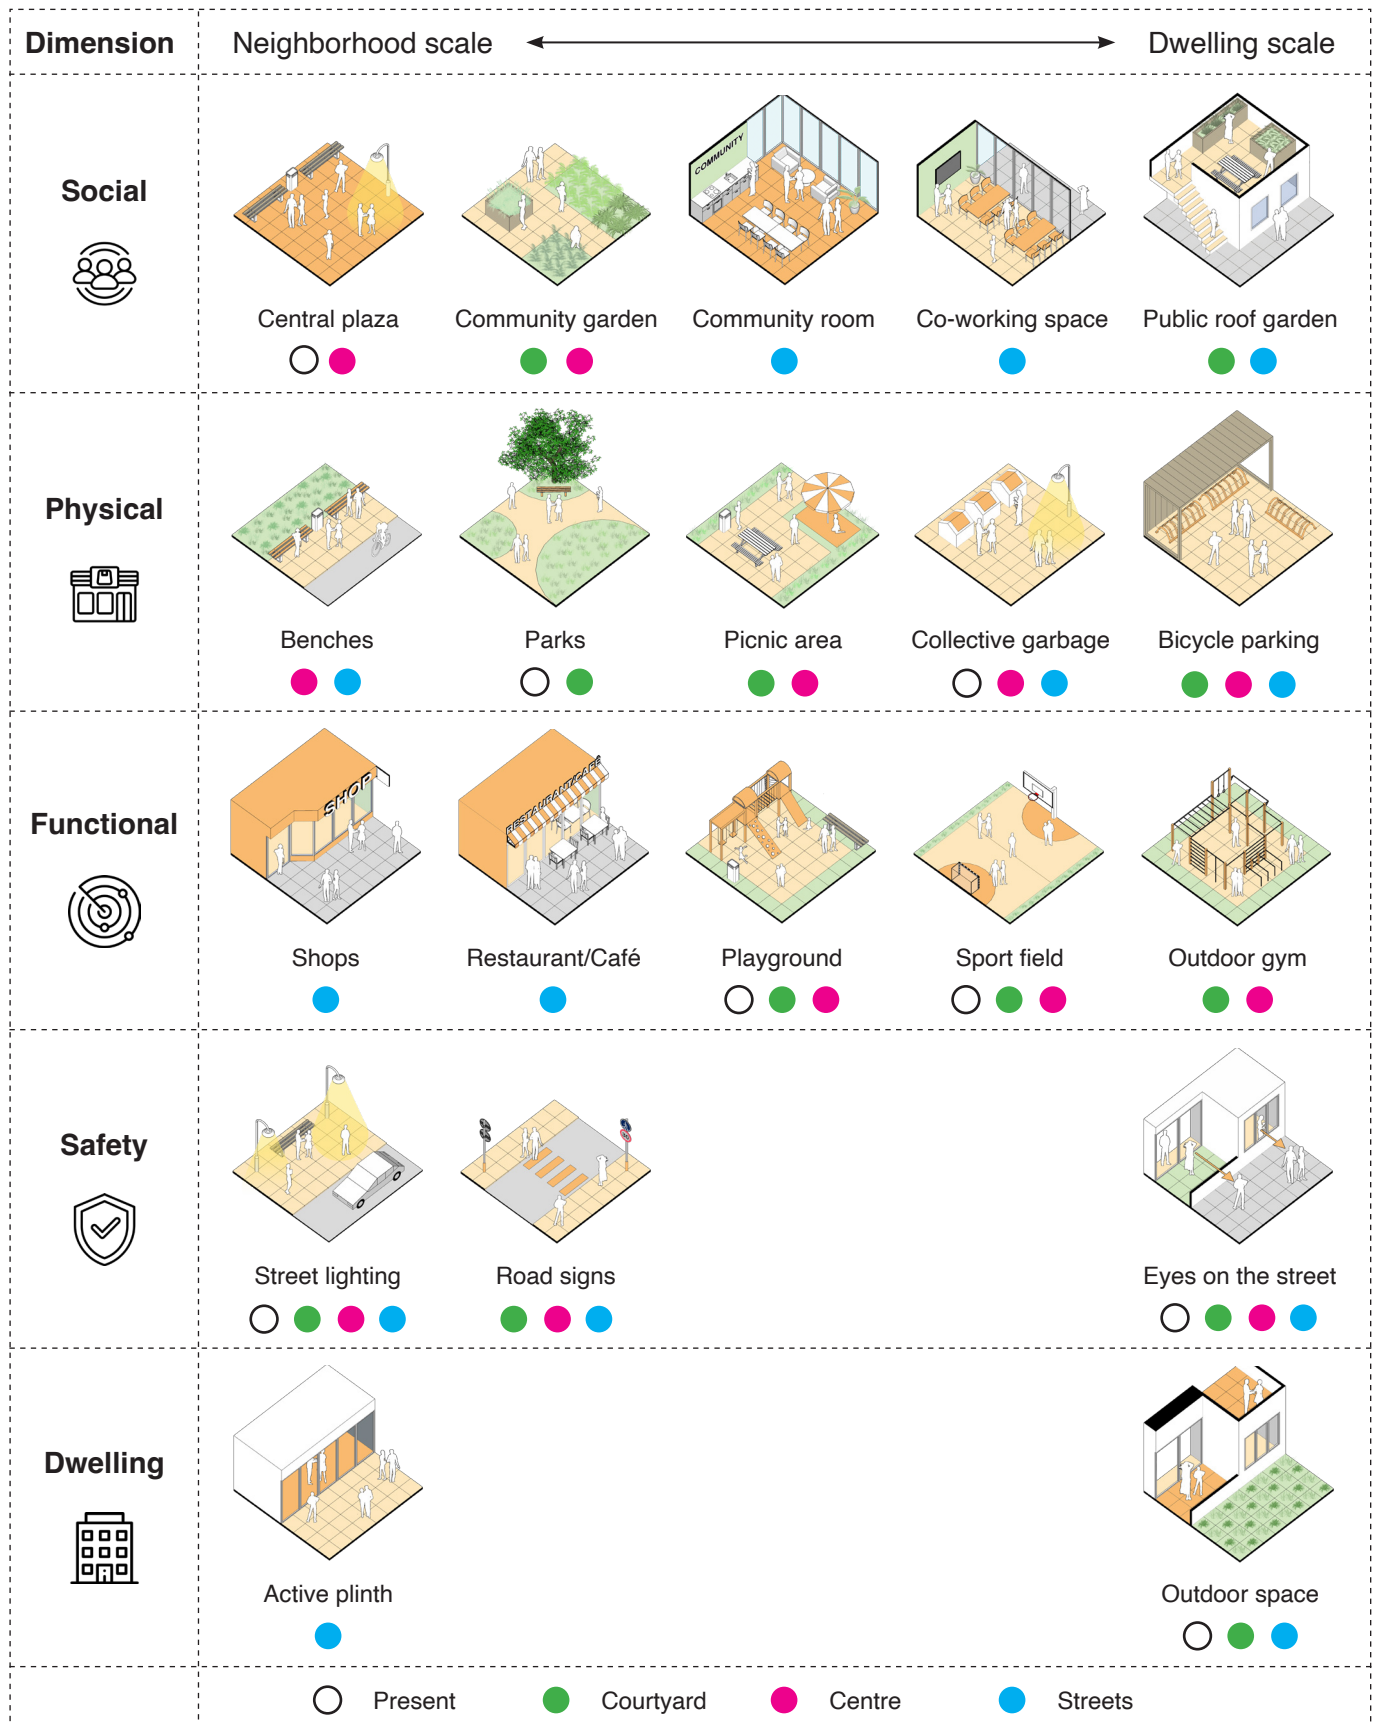 Dimension
Neighborhood scale
Dwelling scale
Social
COMMUNITY
Central plaza
Community garden
Community room
Co-working space
Public roof garden
Physical
Benches
Parks
Picnic area
Collective garbage
Bicycle parking
Functional
SHOP
RESTAURANT/CAFÉ
Shops
Restaurant/Café
Playground
Sport field
Outdoor gym
Safety
Street lighting
Road signs
Eyes on the street
Dwelling
Active plinth
Outdoor space
Present
Courtyard
Centre
Streets